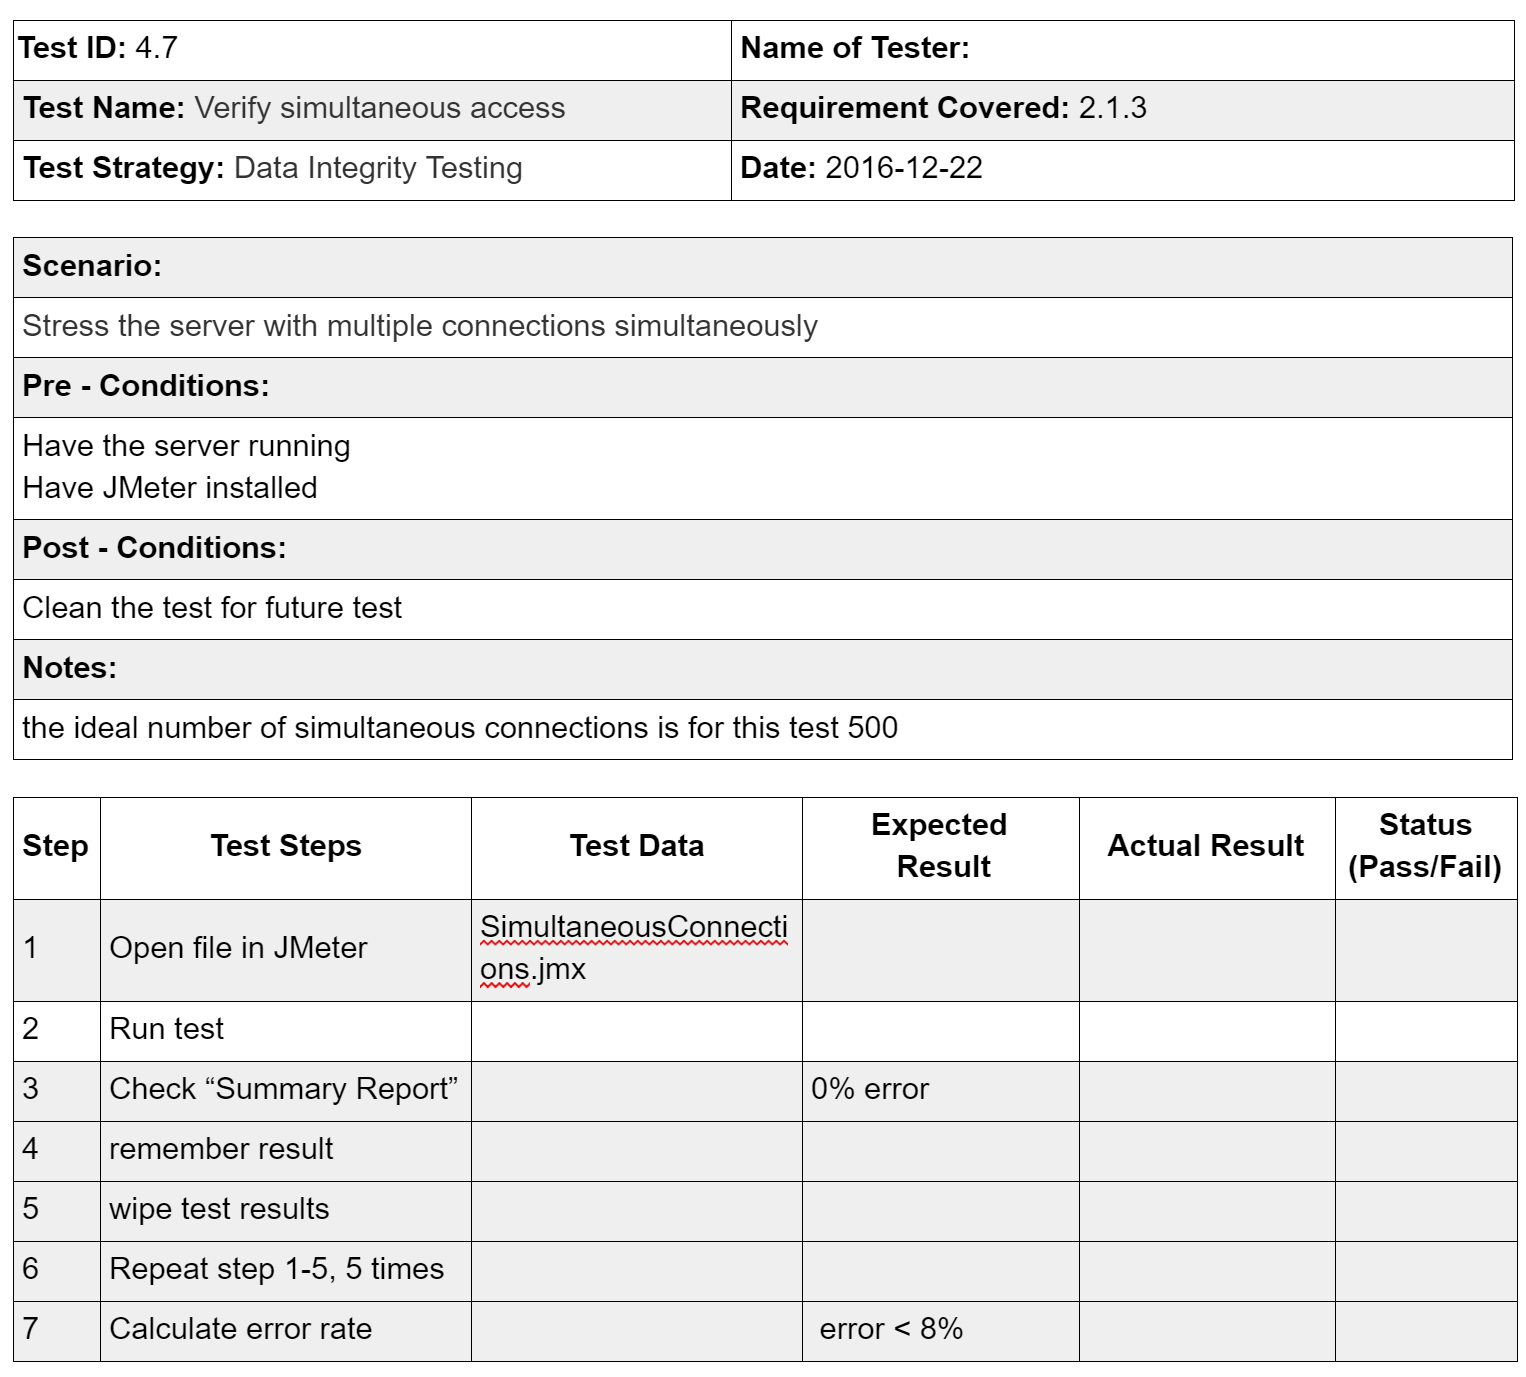 Test ID: 4.7
Name of Tester:
Test Name: Verify simultaneous access
Requirement Covered: 2.1.3
Test Strategy: Data Integrity Testing
Date: 2016-12-22
Scenario:
Stress the server with multiple connections simultaneously
Pre - Conditions:
Have the server running
Have JMeter installed
Post - Conditions:
Clean the test for future test
Notes:
the ideal number of simultaneous connections is for this test 500
Step
Test Steps
Test Data
Expected
Result
Actual Result
Status
(Pass/Fail)
1
Open file in JMeter
SimultaneousConnecti
ons.jmx
2
Run test
3
Check “Summary Report”
0% error
4
remember result
5
wipe test results
6
Repeat step 1-5, 5 times
7
Calculate error rate
error < 8%